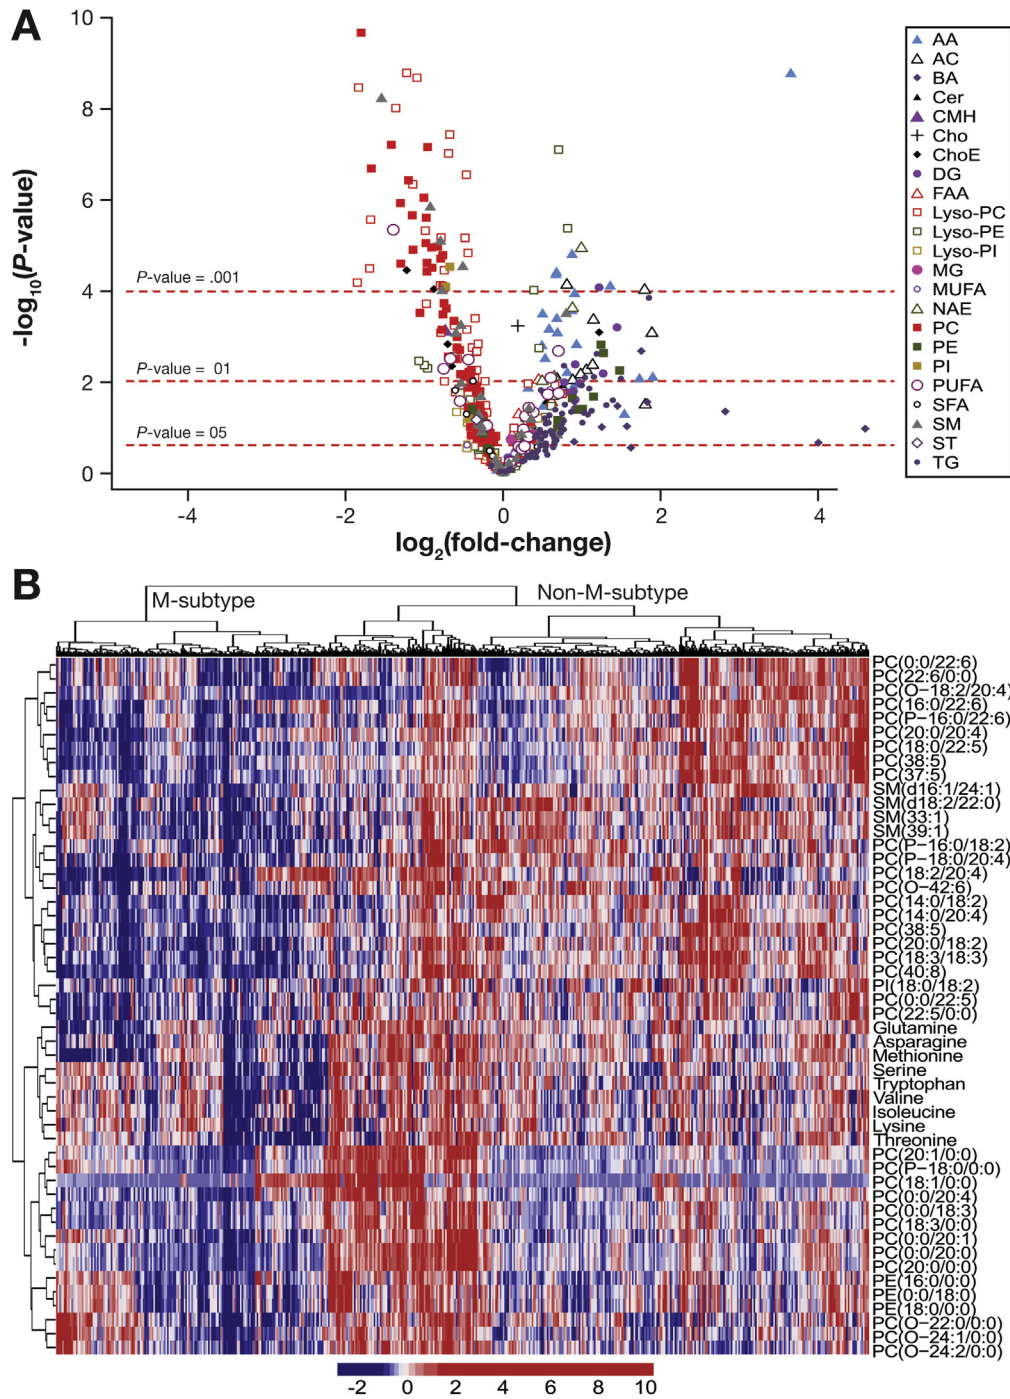 A
10
8
6
4
2
0
-log10(P-value)
P-value = .001
P-value = 01
P-value = 05
-4
-2
0
2
4
log2(fold-change)
AA
AC
BA
Cer
CMH
Cho
ChoE
DG
FAA
Lyso-PC
Lyso-PE
Lyso-PI
MG
MUFA
NAE
PC
PE
PI
PUFA
SFA
SM
ST
TG
B
M-subtype
Non-M-subtype
PC(0:0/22:6)
PC(22:6/0:0)
PC(O−18:2/20:4)
PC(16:0/22:6)
PC(P−16:0/22:6)
PC(20:0/20:4)
PC(18:0/22:5)
PC(38:5)
PC(37:5)
SM(d16:1/24:1)
SM(d18:2/22:0)
SM(33:1)
SM(39:1)
PC(P−16:0/18:2)
PC(P−18:0/20:4)
PC(18:2/20:4)
PC(O−42:6)
PC(14:0/18:2)
PC(14:0/20:4)
PC(38:5)
PC(20:0/18:2)
PC(18:3/18:3)
PC(40:8)
PI(18:0/18:2)
PC(0:0/22:5)
PC(22:5/0:0)
Glutamine
Asparagine
Methionine
Serine
Tryptophan
Valine
Isoleucine
Lysine
Threonine
PC(20:1/0:0)
PC(P−18:0/0:0)
PC(18:1/0:0)
PC(0:0/20:4)
PC(0:0/18:3)
PC(18:3/0:0)
PC(0:0/20:1)
PC(0:0/20:0)
PC(20:0/0:0)
PE(16:0/0:0)
PE(0:0/18:0)
PE(18:0/0:0)
PC(O−22:0/0:0)
PC(O−24:1/0:0)
PC(O−24:2/0:0)
-2 0 2 4 6 8 10